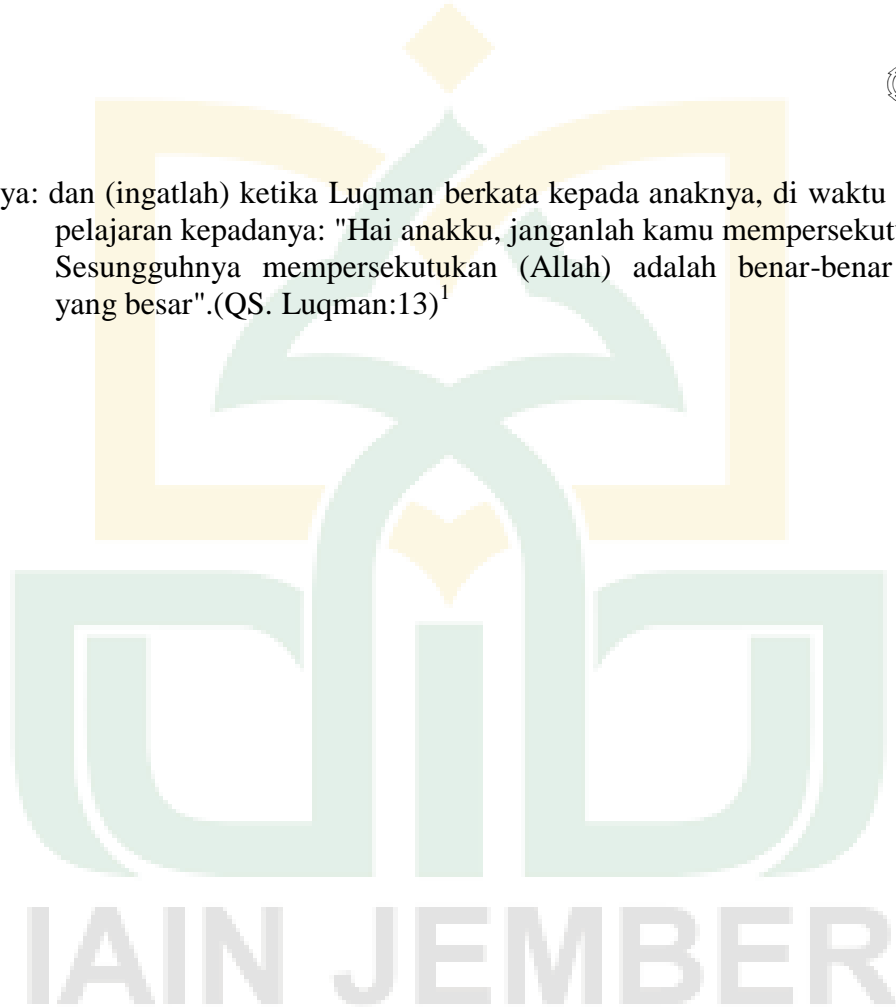 ya: dan (ingatlah) ketika Luqman berkata kepada anaknya, di waktu
pelajaran kepadanya: "Hai anakku, janganlah kamu mempersekut
Sesungguhnya mempersekutukan (Allah) adalah benar-benar
yang besar".(QS. Luqman:13)¹
IAIN JEMBER